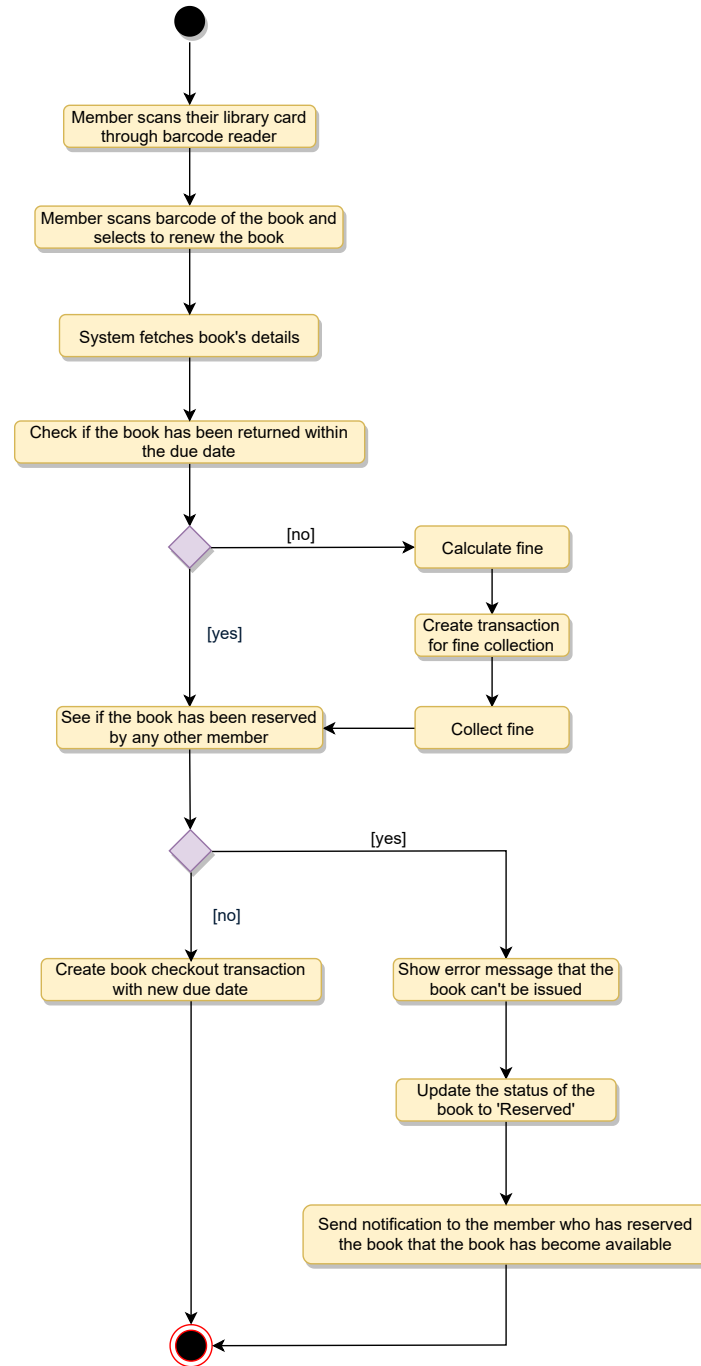 Member scans their library card
through barcode reader
Member scans barcode of the book and
selects to renew the book
System fetches book's details
Check if the book has been returned within
the due date
[no]
Calculate fine
[yes]
Create transaction
for fine collection
See if the book has been reserved
by any other member
Collect fine
[yes]
[no]
Create book checkout transaction
with new due date
Show error message that the
book can't be issued
Update the status of the
book to 'Reserved'
Send notification to the member who has reserved
the book that the book has become available